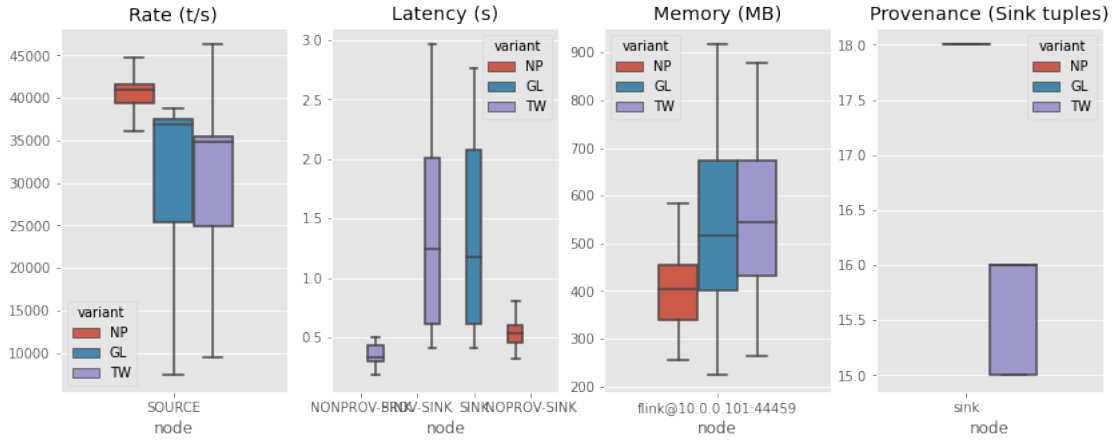 Rate (t/s)
45000
40000
35000
30000
25000
20000
15000
10000
variant
NP
GL
TW
SOURCE
node
Latency (s)
3.0
2.5
2.0
1.5
1.0
0.5
variant
NP
GL
TW
SINK
NOPROV-SINK
node
Memory (MB)
900
800
700
600
500
400
300
200
variant
NP
GL
TW
flink@10.0.0.101:44459
node
Provenance (Sink tuples)
18.0
17.5
17.0
16.5
16.0
15.5
15.0
variant
NP
GL
TW
sink
node